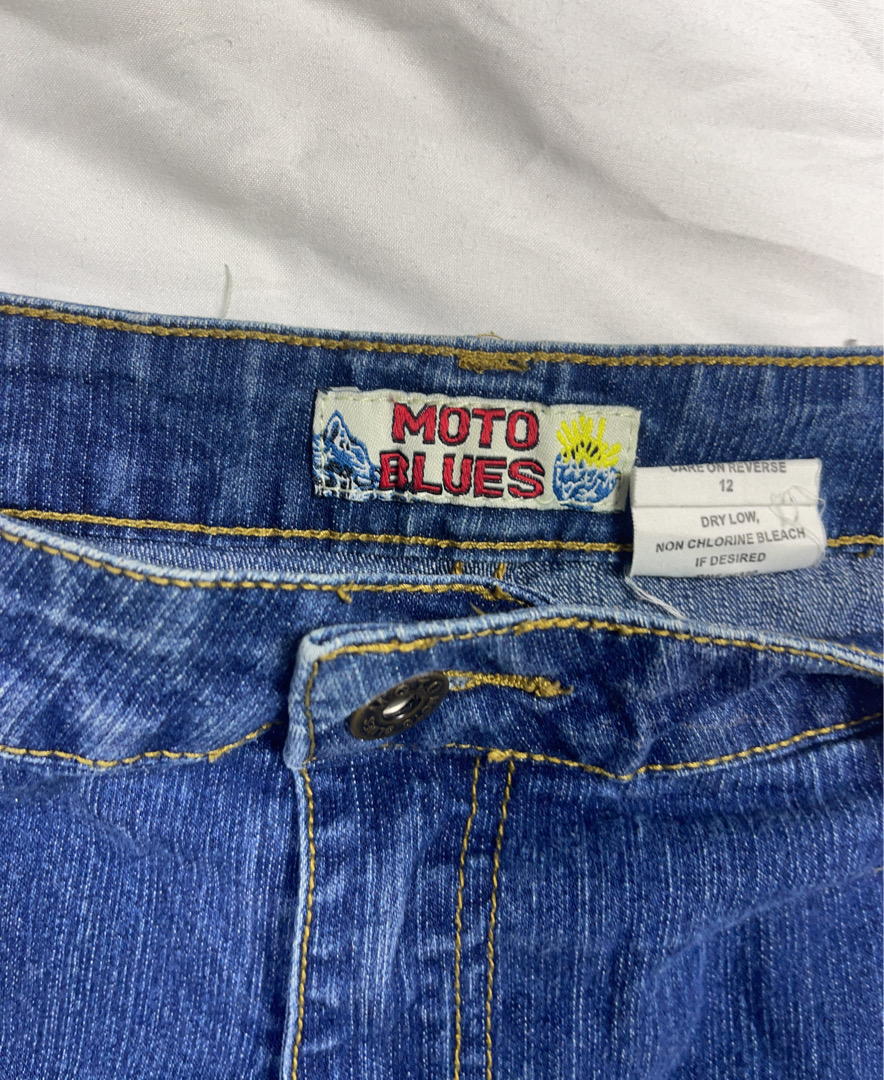 MOTO
BLUES
CARE ON REVERSE
12
DRY LOW,
NON CHLORINE BLEACH
IF DESIRED